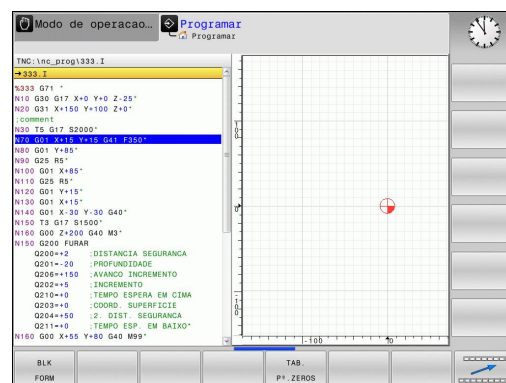 Modo de operacao...
Programar
Programar
TNC:\nc_prog\333.I
→333.I
%333 G71 *
N10 G30 G17 X+0 Y+0 Z-25*
N20 G31 X+150 Y+100 Z+0*
;comment
N30 T5 G17 S2000*
N70 G01 X+15 Y+15 G41 F350*
N80 G01 Y+85*
N90 G25 R5*
N100 G01 X+85*
N110 G25 R5*
N120 G01 Y+15*
N130 G01 X+15*
N140 G01 X-30 Y-30 G40*
N150 T3 G17 S1500*
N160 G00 Z+200 G40 M3*
N150 G200 FURAR
Q200=+2 ;DISTANCIA SEGURANCA
Q201=-20 ;PROFUNDIDADE
Q206=+150 ;AVANCO INCREMENTO
Q202=+5 ;INCREMENTO
Q210=+0 ;TEMPO ESPERA EM CIMA
Q203=+0 ;COORD. SUPERFICIE
Q204=+50 ;2. DIST. SEGURANCA
Q211=+0 ;TEMPO ESP. EM BAIXO*
N160 G00 X+55 Y+80 G40 M99*
100
0
-100
-100
0
BLK
FORM
TAB.
Pº.ZEROS